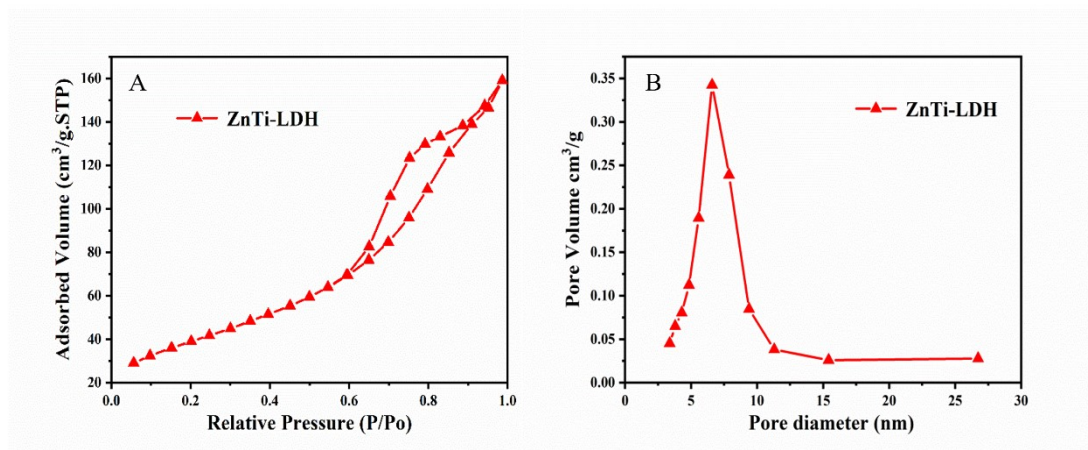 A
ZnTi-LDH
Adsorbed Volume (cm³/g.STP)
160
140
120
100
80
60
40
20
0.0 0.2 0.4 0.6 0.8 1.0
Relative Pressure (P/Po)
B
ZnTi-LDH
Pore Volume cm³/g
0.35
0.30
0.25
0.20
0.15
0.10
0.05
0.00
0 5 10 15 20 25 30
Pore diameter (nm)